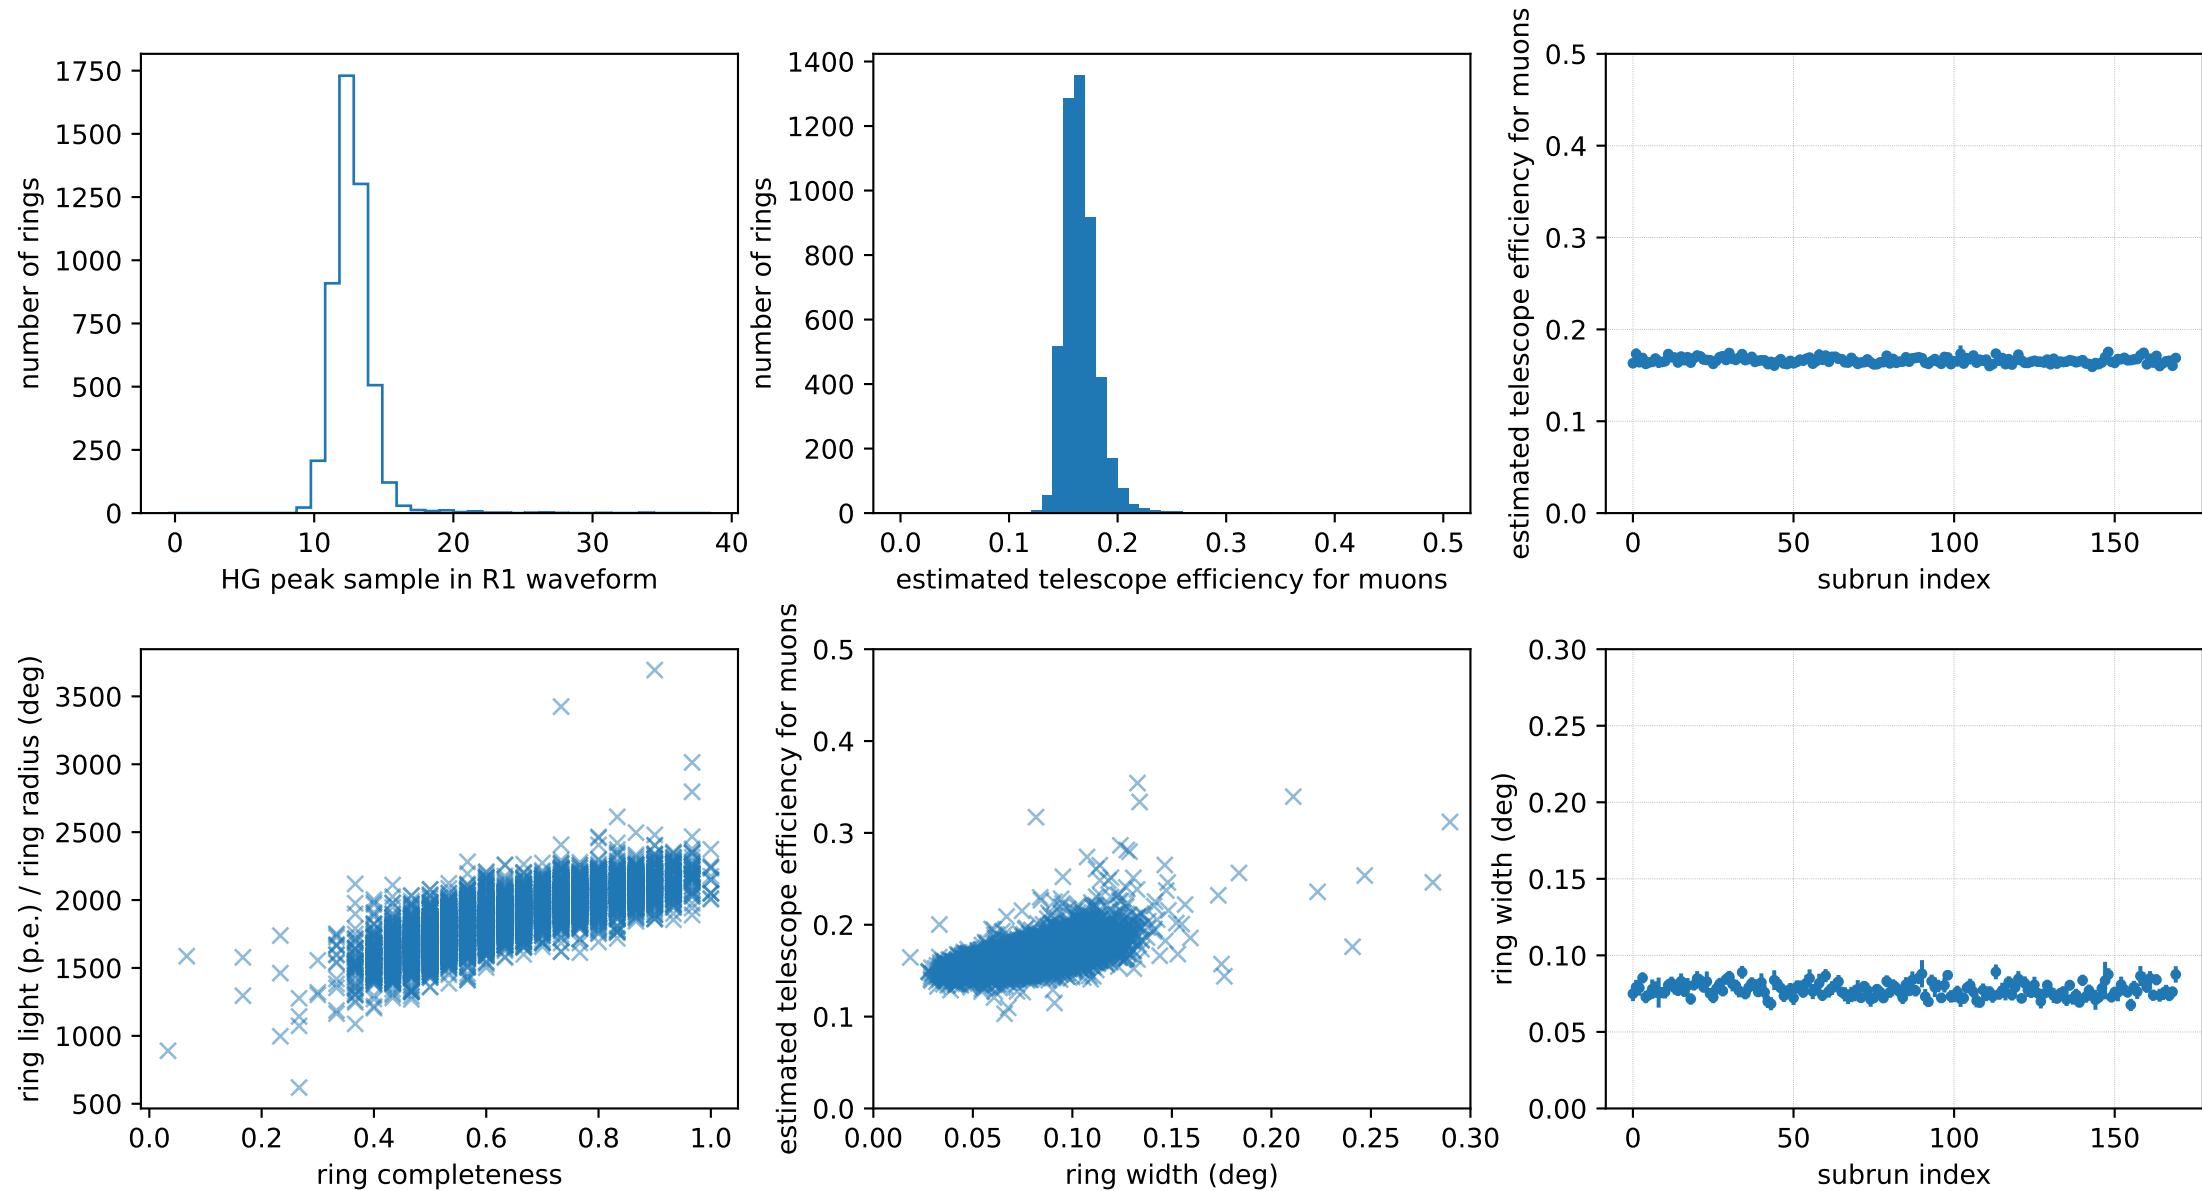 1750
1500
1250
1000
750
500
250
0
number of rings
0 10 20 30 40
HG peak sample in R1 waveform
1400
1200
1000
800
600
400
200
0
number of rings
0.0 0.1 0.2 0.3 0.4 0.5
estimated telescope efficiency for muons
0.5
0.4
0.3
0.2
0.1
0.0
estimated telescope efficiency for muons
0 50 100 150
subrun index
3500
3000
2500
2000
1500
1000
500
ring light (p.e.) / ring radius (deg)
0.0 0.2 0.4 0.6 0.8 1.0
ring completeness
0.5
0.4
0.3
0.2
0.1
0.0
estimated telescope efficiency for muons
0.00 0.05 0.10 0.15 0.20 0.25 0.30
ring width (deg)
0.30
0.25
0.20
0.15
0.10
0.05
0.00
ring width (deg)
0 50 100 150
subrun index